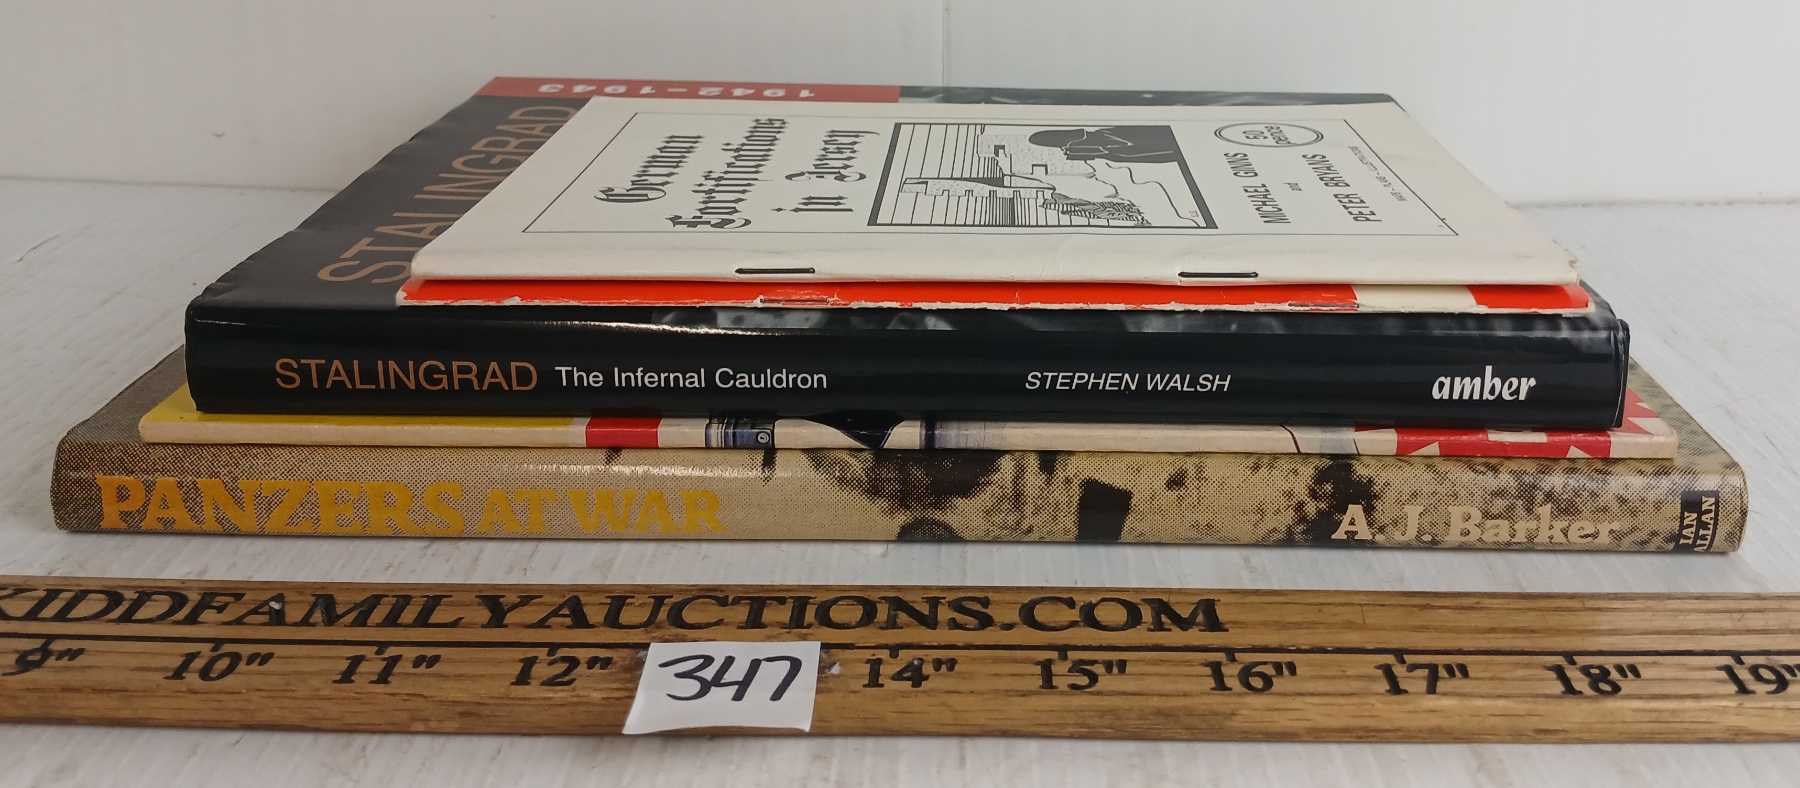 1942-1943
STALINGRAD
German
Fortifications
in Jersey
MICHAEL GINNS
and
PETER BRYANS
50
pence
STALINGRAD The Infernal Cauldron STEPHEN WALSH amber
PANZERS AT WAR A. J. Barker IAN ALLAN
KIDDFAMILYAUCTIONS.COM
9" 10" 11" 12" 14" 15" 16" 17" 18" 19"
347